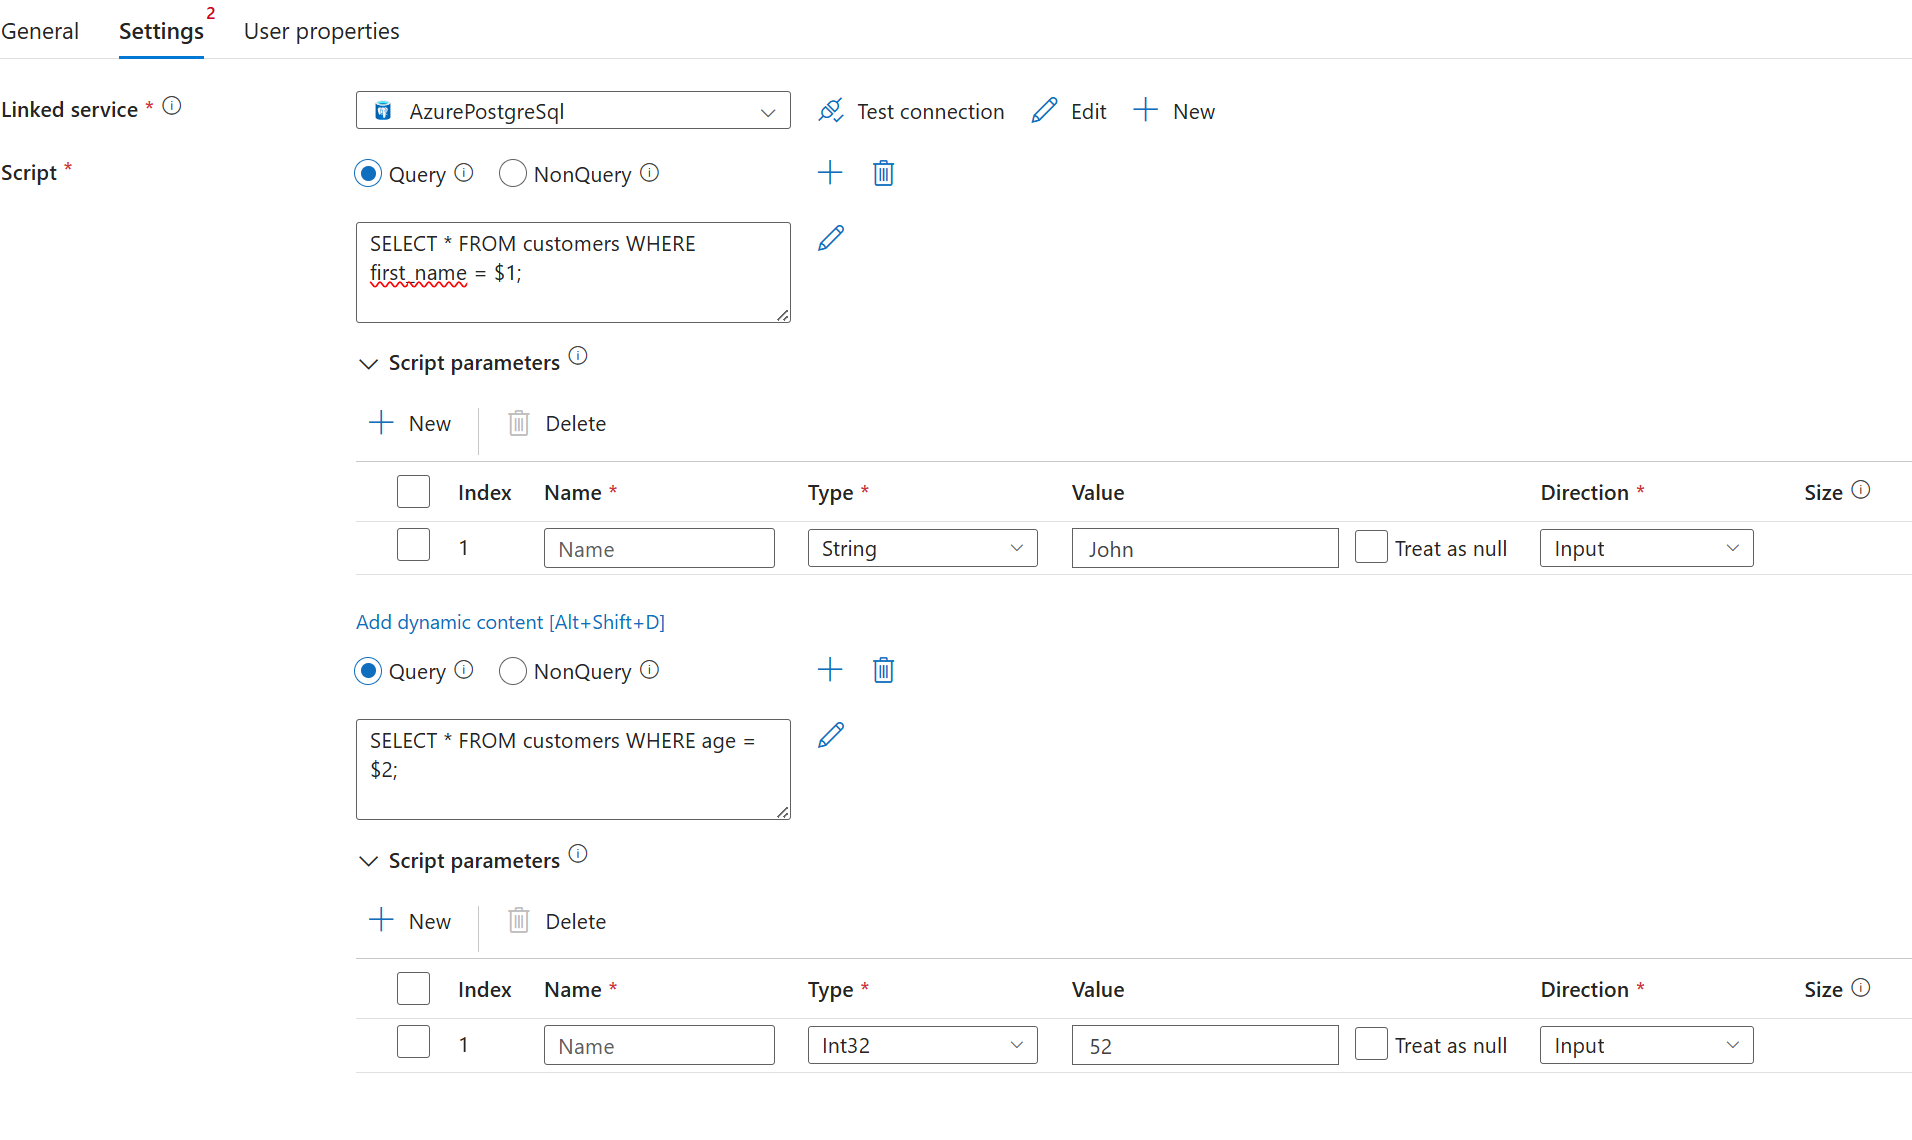 General Settings 2 User properties
Linked service * AzurePostgreSql Test connection Edit New
Script * Query NonQuery
SELECT * FROM customers WHERE
first_name = $1;
Script parameters
New Delete
Index Name * Type * Value Direction * Size
1 Name String John Treat as null Input
Add dynamic content [Alt+Shift+D]
Query NonQuery
SELECT * FROM customers WHERE age =
$2;
Script parameters
New Delete
Index Name * Type * Value Direction * Size
1 Name Int32 52 Treat as null Input